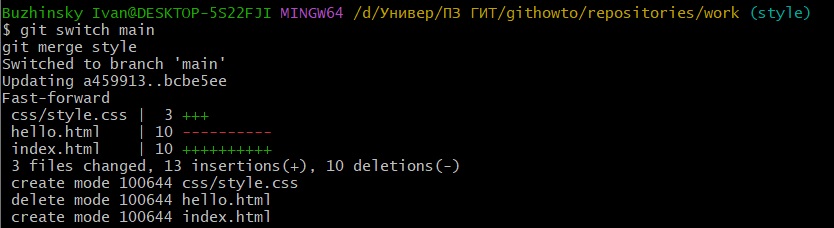 Buzhinsky Ivan@DESKTOP-5S22FJI MINGW64 /d/Универ/ПЗ ГИТ/githowto/repositories/work (style)
$ git switch main
git merge style
Switched to branch 'main'
Updating a459913..bcbe5ee
Fast-forward
 css/style.css |  3 +++
 hello.html    | 10 ----------
 index.html    | 10 ++++++++++
 3 files changed, 13 insertions(+), 10 deletions(-)
 create mode 100644 css/style.css
 delete mode 100644 hello.html
 create mode 100644 index.html